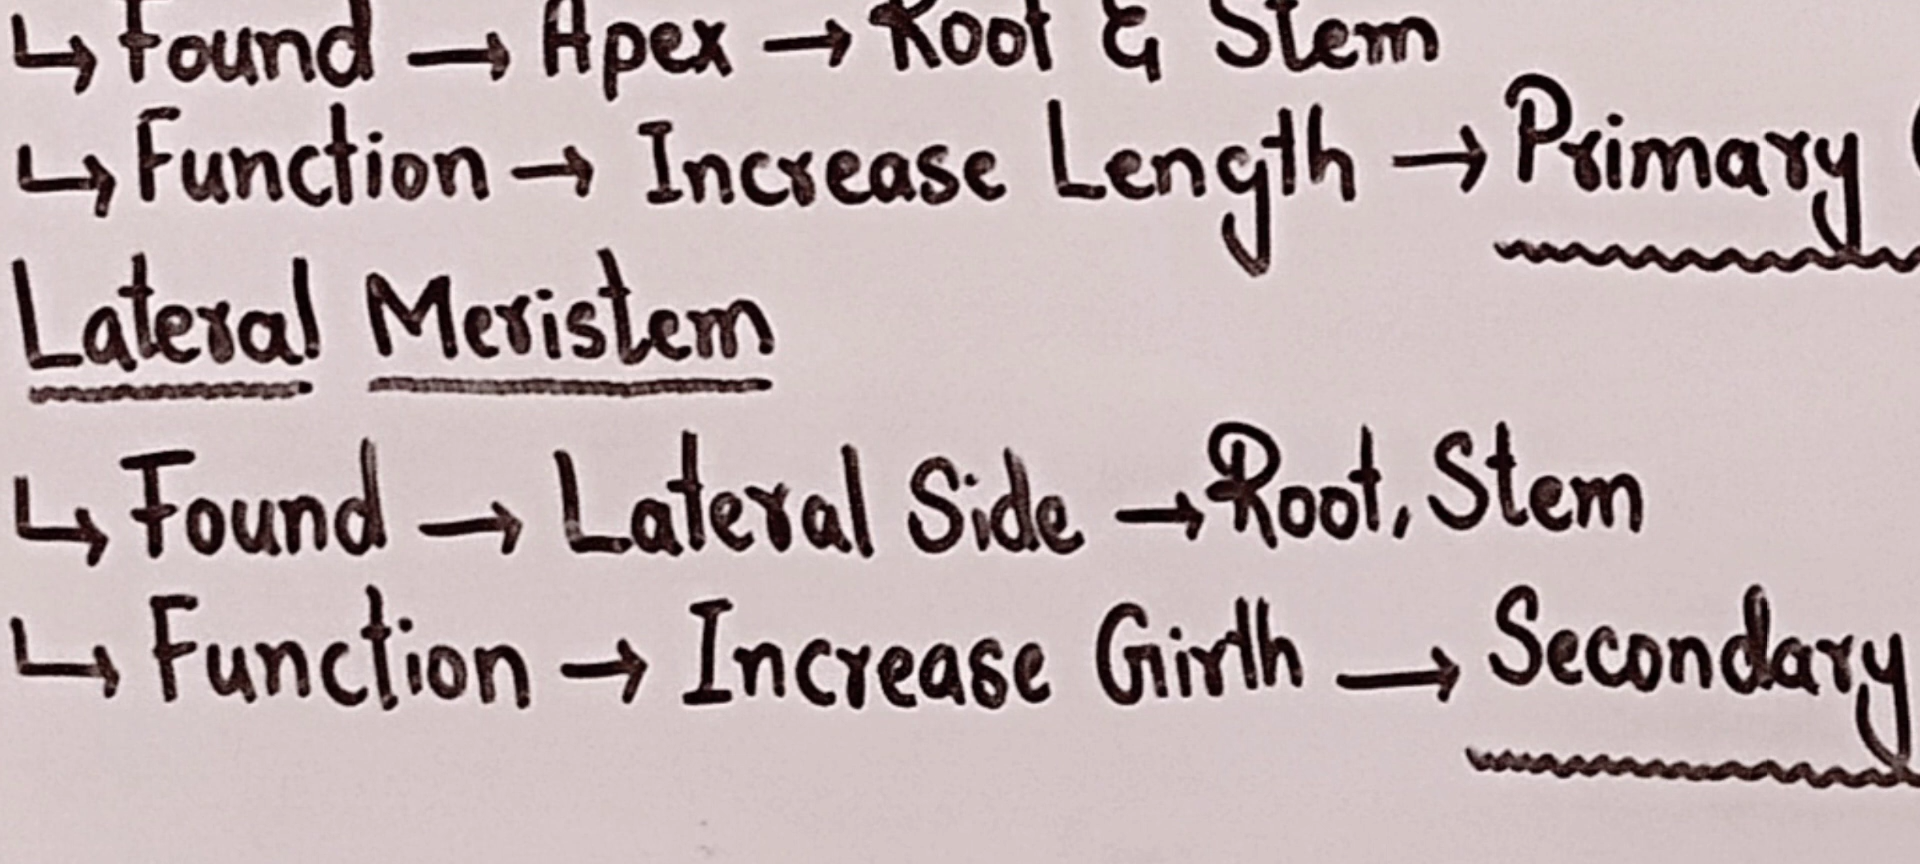 ↳ Found → Apex → Root & Stem
↳ Function → Increase Length → Primary
Lateral Meristem
↳ Found → Lateral Side → Root, Stem
↳ Function → Increase Girth → Secondary